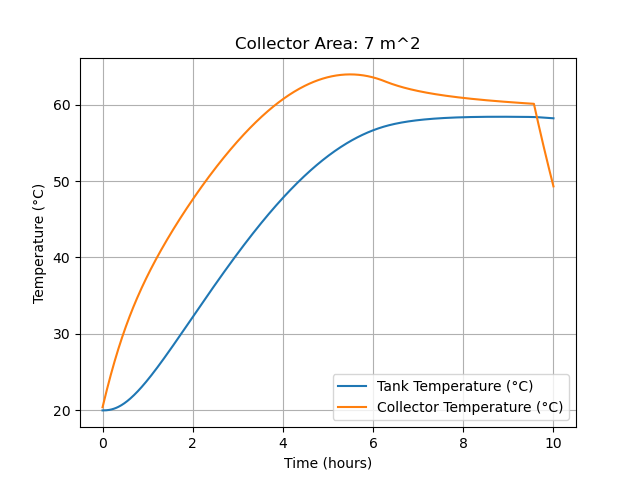 Collector Area: 7 m^2
Temperature (°C)
60
50
40
30
20
Tank Temperature (°C)
Collector Temperature (°C)
0
2
4
6
8
10
Time (hours)